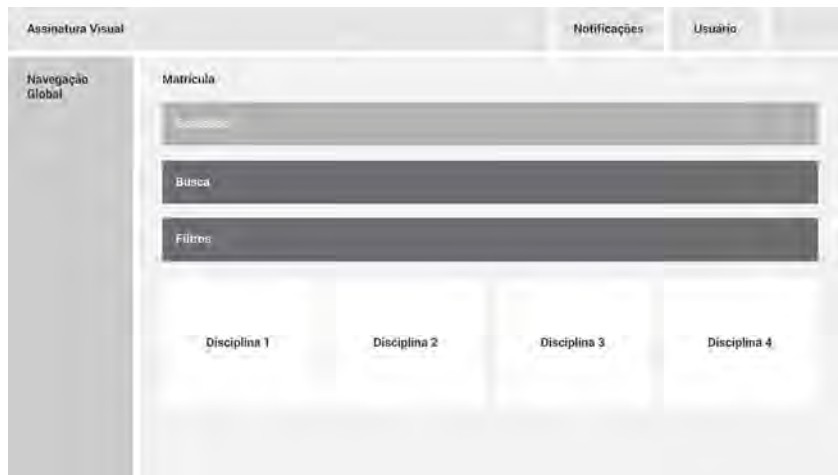 Assinatura Visual
Notificações
Usuário
Navegação
Global
Matrícula
Busca
Filtros
Disciplina 1
Disciplina 2
Disciplina 3
Disciplina 4